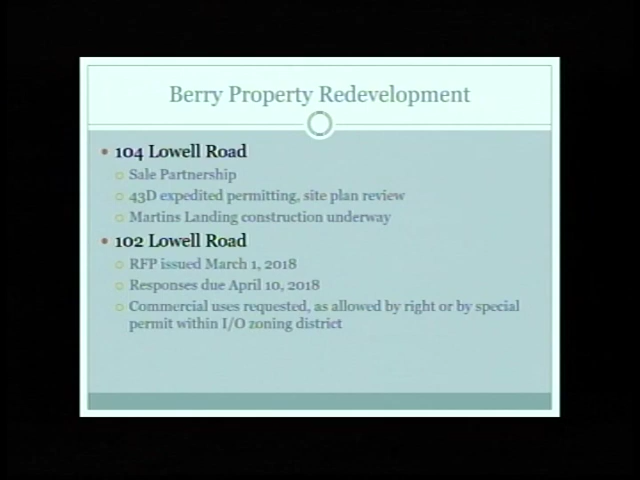 Berry Property Redevelopment
104 Lowell Road
Sale Partnership
43D expedited permitting, site plan review
Martins Landing construction underway
102 Lowell Road
RFP issued March 1, 2018
Responses due April 10, 2018
Commercial uses requested, as allowed by right or by special
permit within I/O zoning district